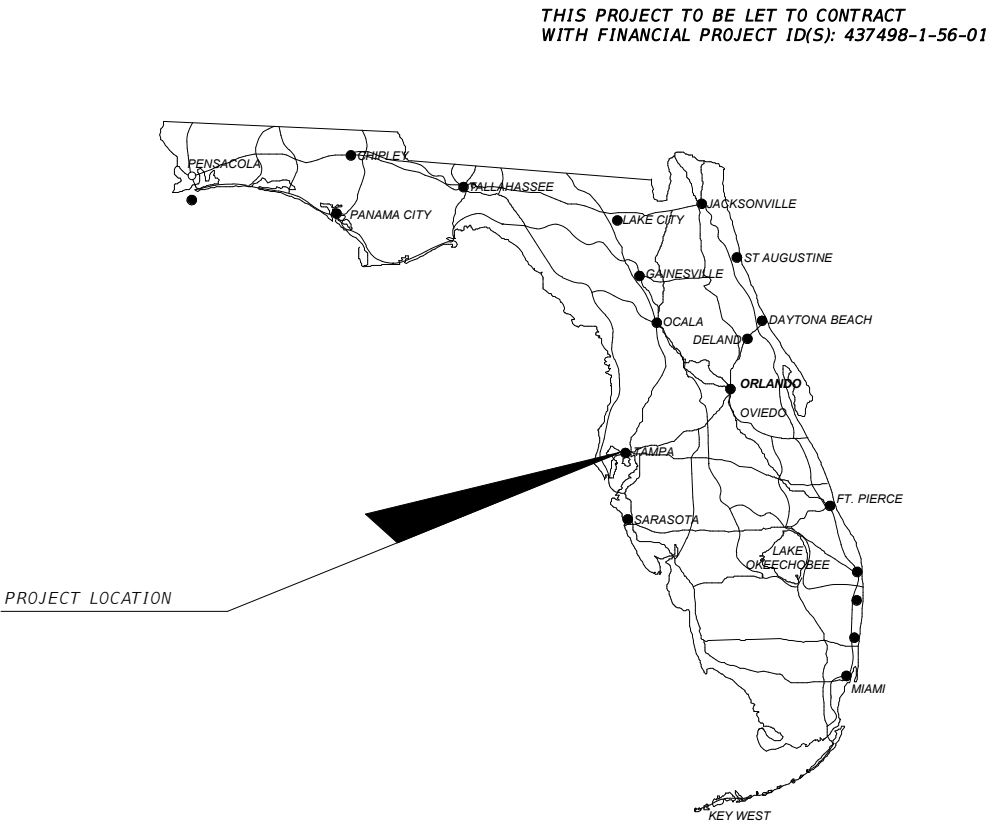 THIS PROJECT TO BE LET TO CONTRACT
WITH FINANCIAL PROJECT ID(S): 437498-1-56-01
CHIPLEY
PENSACOLA
TALLAHASSEE
PANAMA CITY
JACKSONVILLE
LAKE CITY
ST AUGUSTINE
GAINESVILLE
OCALA
DAYTONA BEACH
DELAND
ORLANDO
OVIEDO
TAMPA
FT. PIERCE
SARASOTA
LAKE
OKEECHOBEE
PROJECT LOCATION
MIAMI
KEY WEST